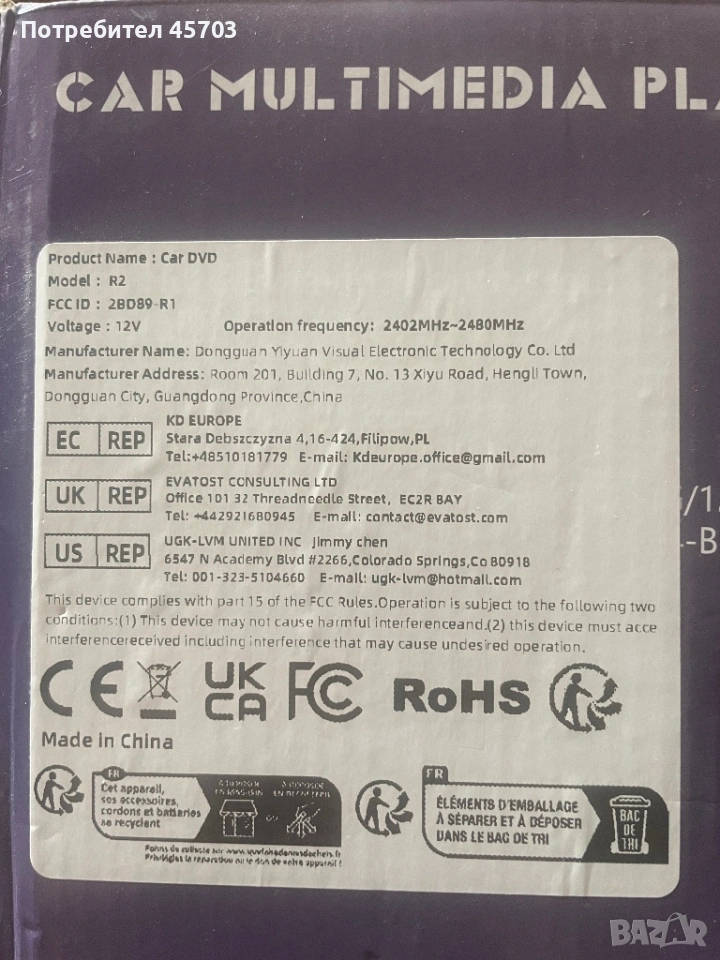 Потребител 45703
CAR MULTIMEDIA PLA
Product Name : Car DVD
Model : R2
FCC ID : 2BD89-R1
Voltage : 12V Operation frequency: 2402MHz~2480MHz
Manufacturer Name: Dongguan Yiyuan Visual Electronic Technology Co. Ltd
Manufacturer Address: Room 201, Building 7, No. 13 Xiyu Road, Hengli Town,
Dongguan City, Guangdong Province,China
EC REP
KD EUROPE
Stara Debszczyzna 4,16-424,Filipow,PL
Tel:+48510181779 E-mail: Kdeurope.office@gmail.com
UK REP
EVATOST CONSULTING LTD
Office 101 32 Threadneedle Street, EC2R BAY
Tel: +442921680945 E-mail: contact@evatost.com
US REP
UGK-LVM UNITED INC Jimmy chen
6547 N Academy Blvd #2266,Colorado Springs,Co 80918
Tel: 001-323-5104660 E-mail: ugk-lvm@hotmail.com
This device complies with part 15 of the FCC Rules.Operation is subject to the following two
conditions:(1) This device may not cause harmful interferenceand.(2) this device must acce
interferencereceived including interference that may cause undesired operation.
CE UK CA FC RoHS
Made in China
FR
Cet appareil,
ses accessoires,
cordons et batteries
se recyclent
FR
ÉLÉMENTS D'EMBALLAGE
À SÉPARER ET À DÉPOSER
DANS LE BAC DE TRI
BAC
DE
TRI
/1
-B
BAZAR